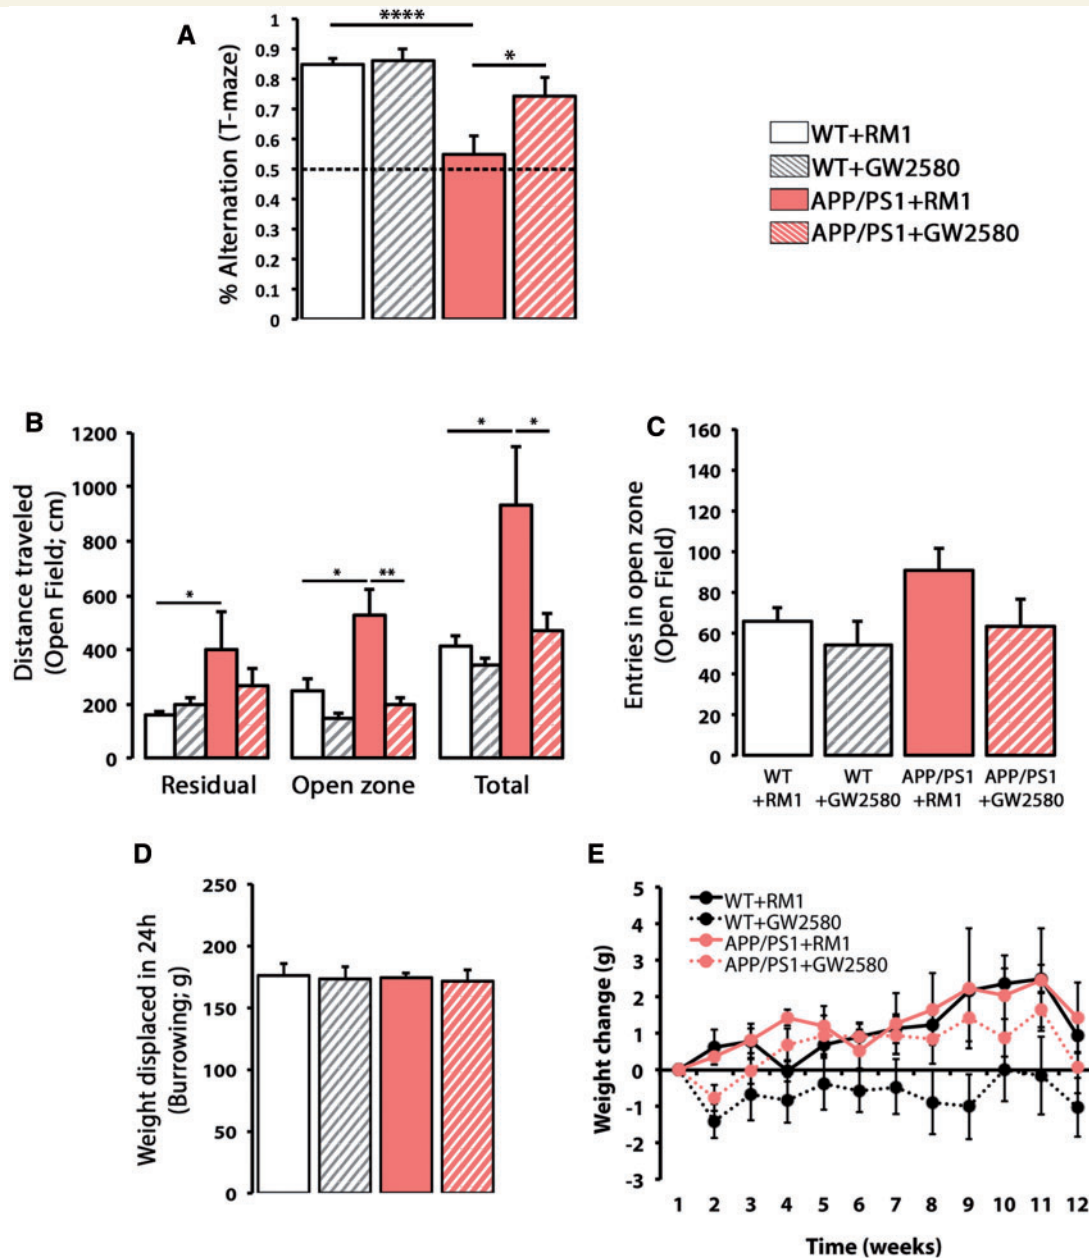 A
% Alternation (T-maze)
1
0.9
0.8
0.7
0.6
0.5
0.4
0.3
0.2
0.1
0
****
*
WT+RM1
WT+GW2580
APP/PS1+RM1
APP/PS1+GW2580
B
Distance traveled
(Open Field; cm)
1200
1000
800
600
400
200
0
*
*
**
*
*
Residual
Open zone
Total
C
Entries in open zone
(Open Field)
160
140
120
100
80
60
40
20
0
WT
+RM1
WT
+GW2580
APP/PS1
+RM1
APP/PS1
+GW2580
D
Weight displaced in 24h
(Burrowing; g)
250
200
150
100
50
0
E
Weight change (g)
5
4
3
2
1
0
-1
-2
-3
WT+RM1
WT+GW2580
APP/PS1+RM1
APP/PS1+GW2580
1 2 3 4 5 6 7 8 9 10 11 12
Time (weeks)